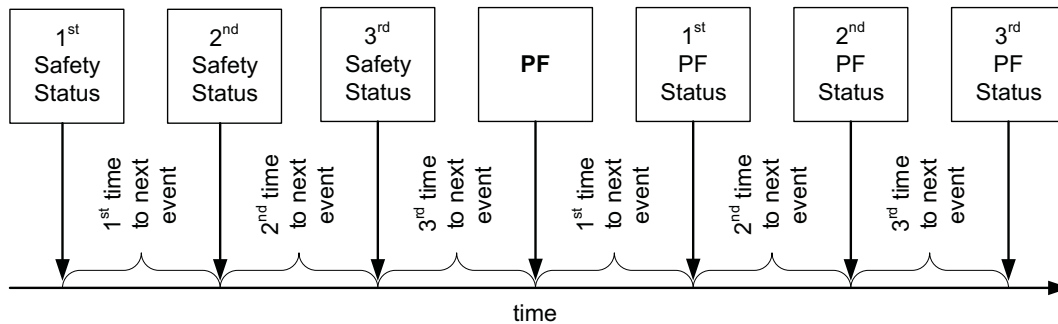 1st
Safety
Status
2nd
Safety
Status
3rd
Safety
Status
PF
1st
PF
Status
2nd
PF
Status
3rd
PF
Status
1st time
to next
event
2nd time
to next
event
3rd time
to next
event
1st time
to next
event
2nd time
to next
event
3rd time
to next
event
time